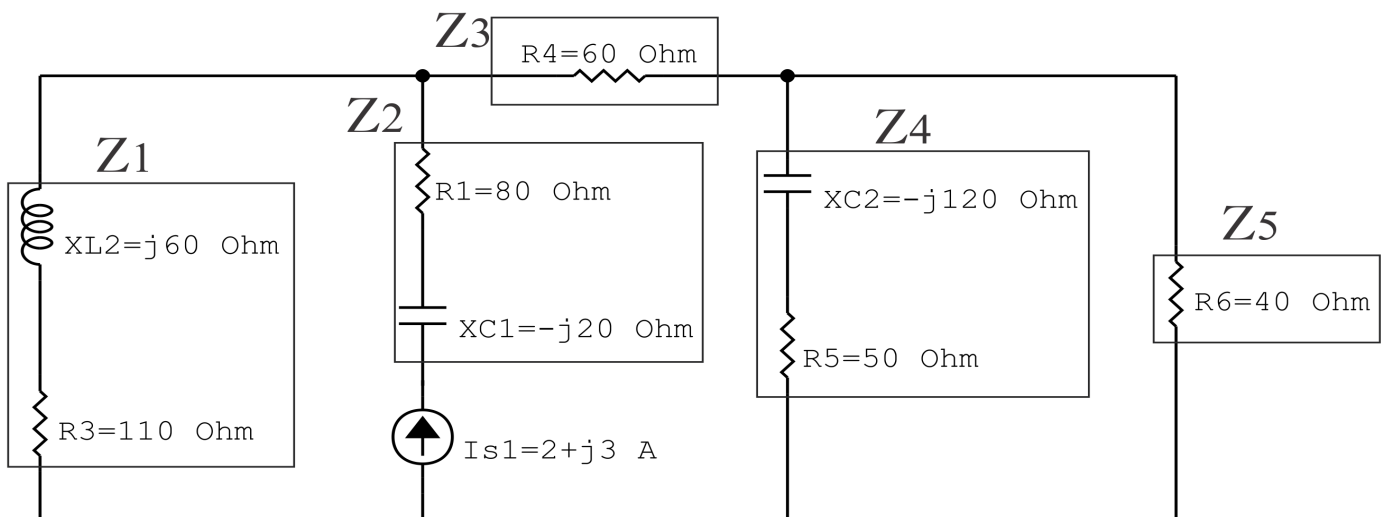 Z3
R4=60 Ohm
Z2
Z4
Z1
R1=80 Ohm
XC2=-j120 Ohm
Z5
XL2=j60 Ohm
R6=40 Ohm
XC1=-j20 Ohm
R5=50 Ohm
R3=110 Ohm
Is1=2+j3 A